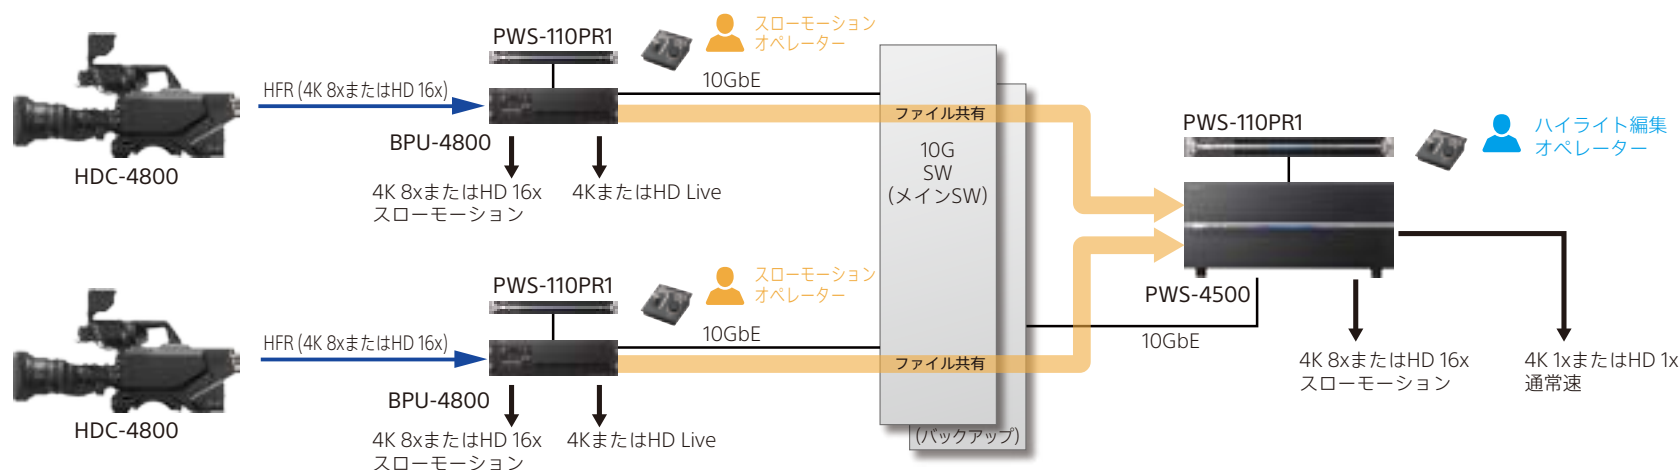 PWS-110PR1
スローモーション
オペレーター
HFR (4K 8xまたはHD 16x)
10GbE
ファイル共有
BPU-4800
HDC-4800
4K 8xまたはHD 16x
スローモーション
4KまたはHD Live
10G
SW
(メインSW)
PWS-110PR1
ハイライト編集
オペレーター
PWS-110PR1
スローモーション
オペレーター
PWS-4500
HFR (4K 8xまたはHD 16x)
10GbE
10GbE
ファイル共有
4K 8xまたはHD 16x
スローモーション
4K 1xまたはHD 1x
通常速
BPU-4800
HDC-4800
4K 8xまたはHD 16x
スローモーション
4KまたはHD Live
(バックアップ)